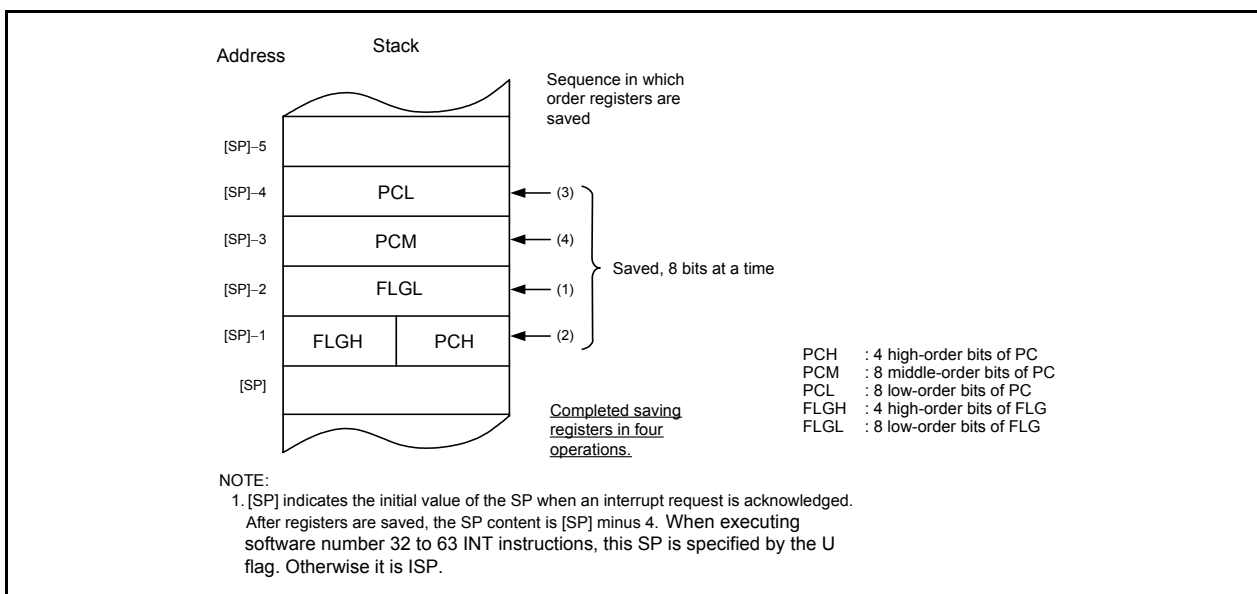 Address
Stack
Sequence in which
order registers are
saved
[SP]−5
[SP]−4
PCL
(3)
[SP]−3
PCM
(4)
Saved, 8 bits at a time
[SP]−2
FLGL
(1)
[SP]−1
FLGH
PCH
(2)
[SP]
Completed saving
registers in four
operations.
PCH : 4 high-order bits of PC
PCM : 8 middle-order bits of PC
PCL : 8 low-order bits of PC
FLGH : 4 high-order bits of FLG
FLGL : 8 low-order bits of FLG
NOTE:
1. [SP] indicates the initial value of the SP when an interrupt request is acknowledged.
After registers are saved, the SP content is [SP] minus 4. When executing
software number 32 to 63 INT instructions, this SP is specified by the U
flag. Otherwise it is ISP.